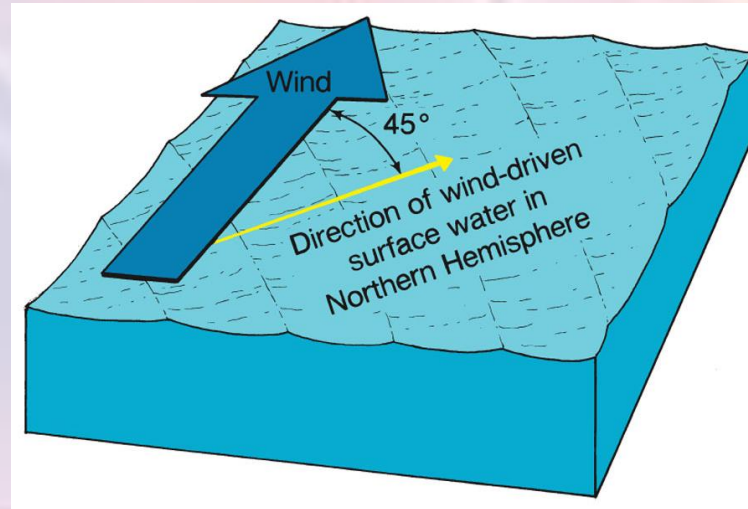 Wind
45°
Direction of wind-driven
surface water in
Northern Hemisphere